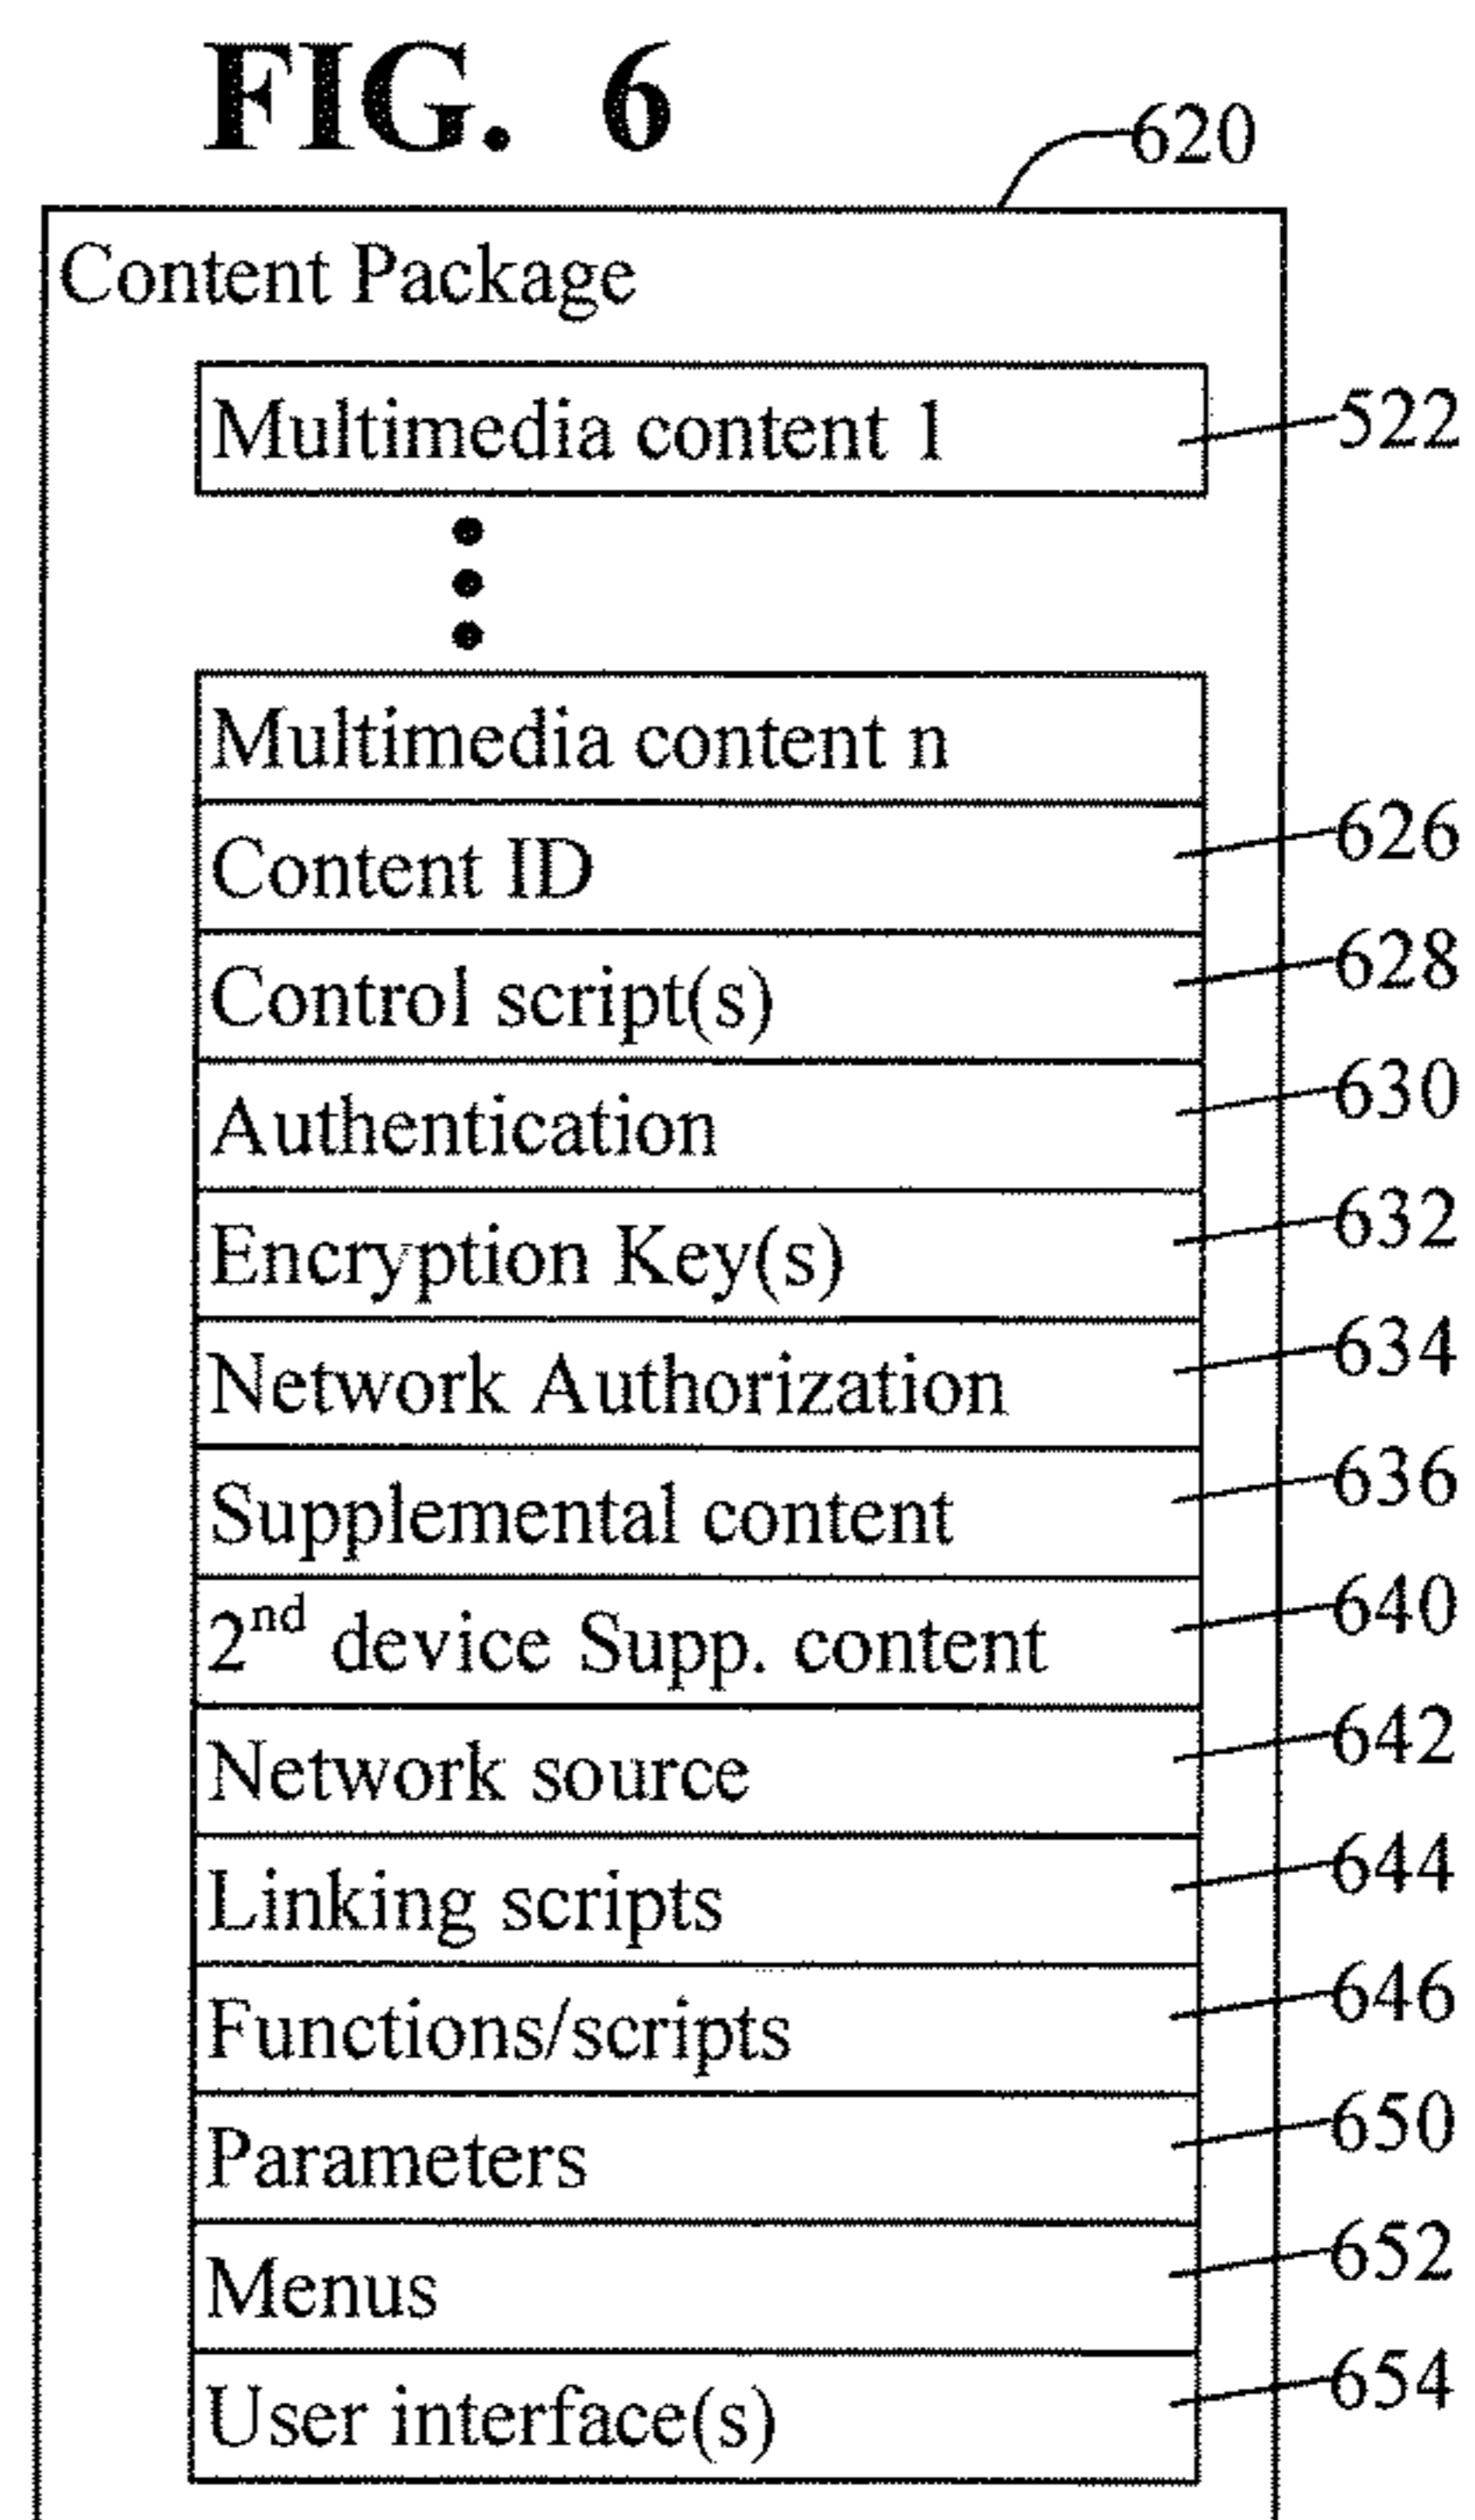 FIG. 6
620
Content Package
Multimedia content 1 522
Multimedia content n
Content ID 626
Control script(s) 628
Authentication 630
Encryption Key(s) 632
Network Authorization 634
Supplemental content 636
2nd device Supp. content 640
Network source 642
Linking scripts 644
Functions/scripts 646
Parameters 650
Menus 652
User interface(s) 654